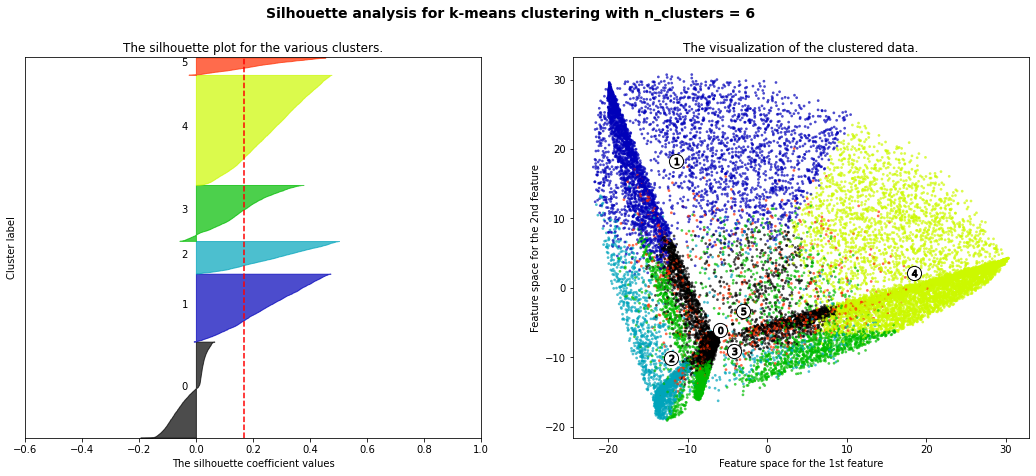 Silhouette analysis for k-means clustering with n_clusters = 6
The silhouette plot for the various clusters.
5
4
3
2
1
0
Cluster label
−0.6 −0.4 −0.2 0.0 0.2 0.4 0.6 0.8 1.0
The silhouette coefficient values
The visualization of the clustered data.
30
20
10
0
−10
−20
Feature space for the 2nd feature
1
4
5
0
3
2
−20 −10 0 10 20 30
Feature space for the 1st feature